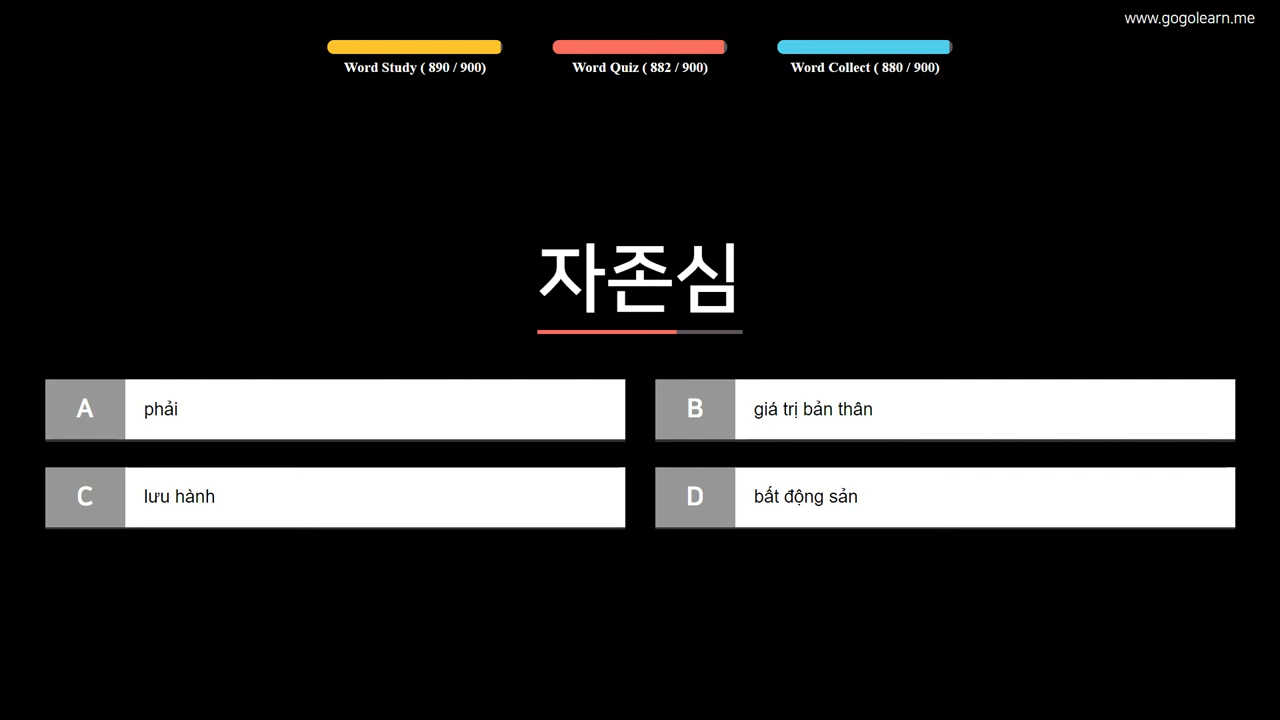 www.gogolearn.me
Word Study ( 890 / 900)
Word Quiz ( 882 / 900)
Word Collect ( 880 / 900)
자존심
A phải
B giá trị bản thân
C lưu hành
D bất động sản